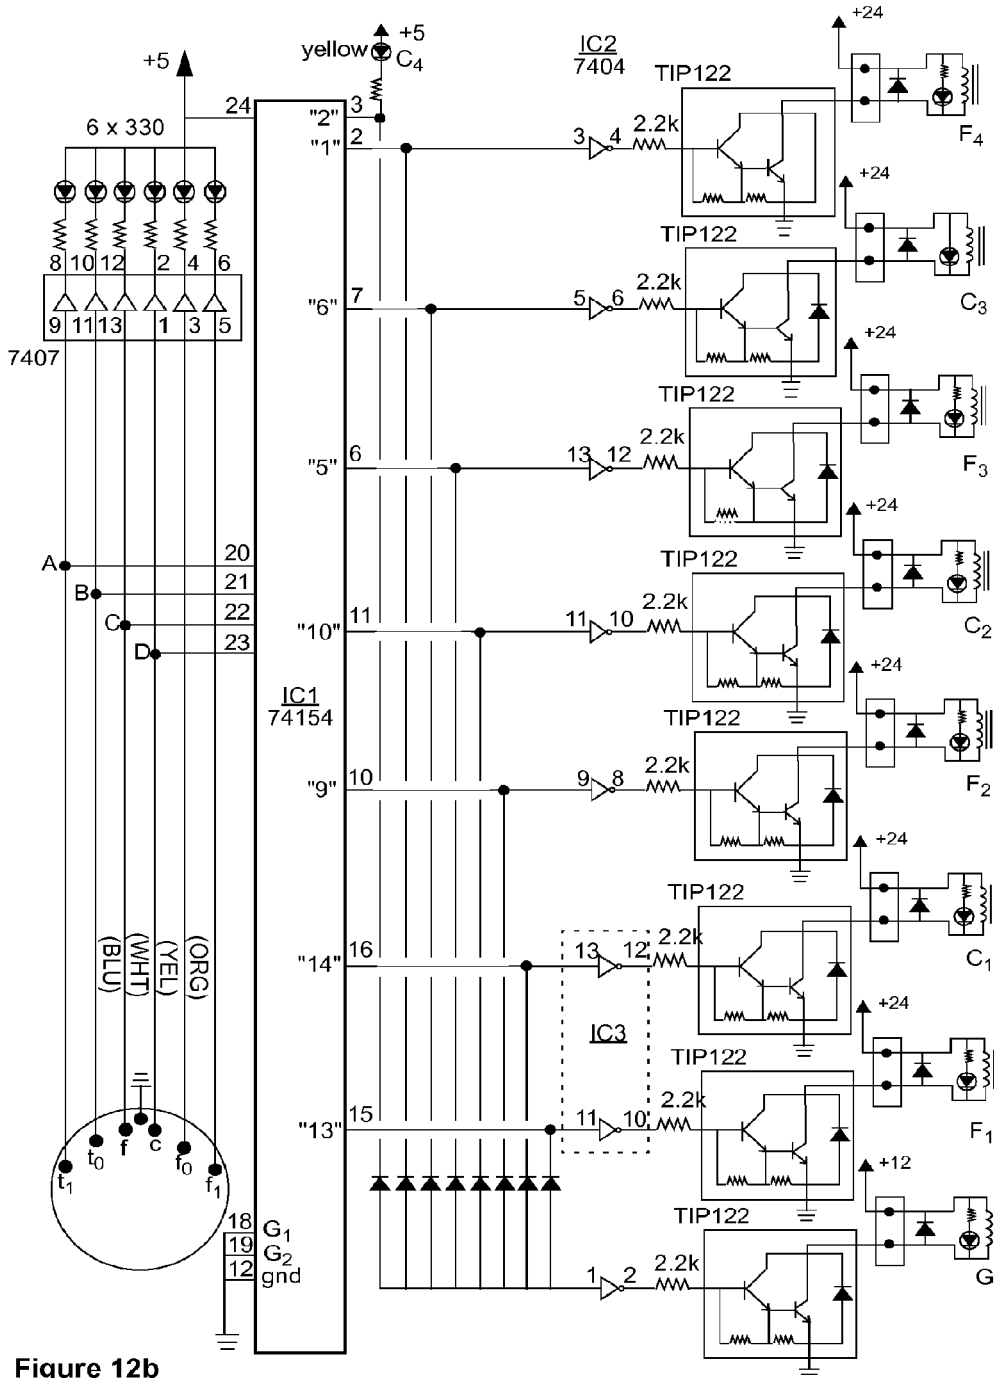 +5
yellow
C4
+5
6 x 330
8 10 12 2 4 6
9 11 13 1 3 5
7407
24
"2" 3
"1" 2
"6" 7
"5" 6
"10" 11
"9" 10
"14" 16
"13" 15
A 20
B 21
C 22
D 23
IC1
74154
(BLU)
(WHT)
(YEL)
(ORG)
t1 t0 f c f0 f1
18 G1
19 G2
12 gnd
IC2
7404
3 4 2.2k
TIP122
+24
F4
5 6 2.2k
TIP122
+24
C3
13 12 2.2k
TIP122
+24
F3
11 10 2.2k
TIP122
+24
C2
9 8 2.2k
TIP122
+24
F2
13 12 2.2k
TIP122
+24
C1
IC3
11 10 2.2k
TIP122
+24
F1
1 2 2.2k
TIP122
+12
G
Figure 12b